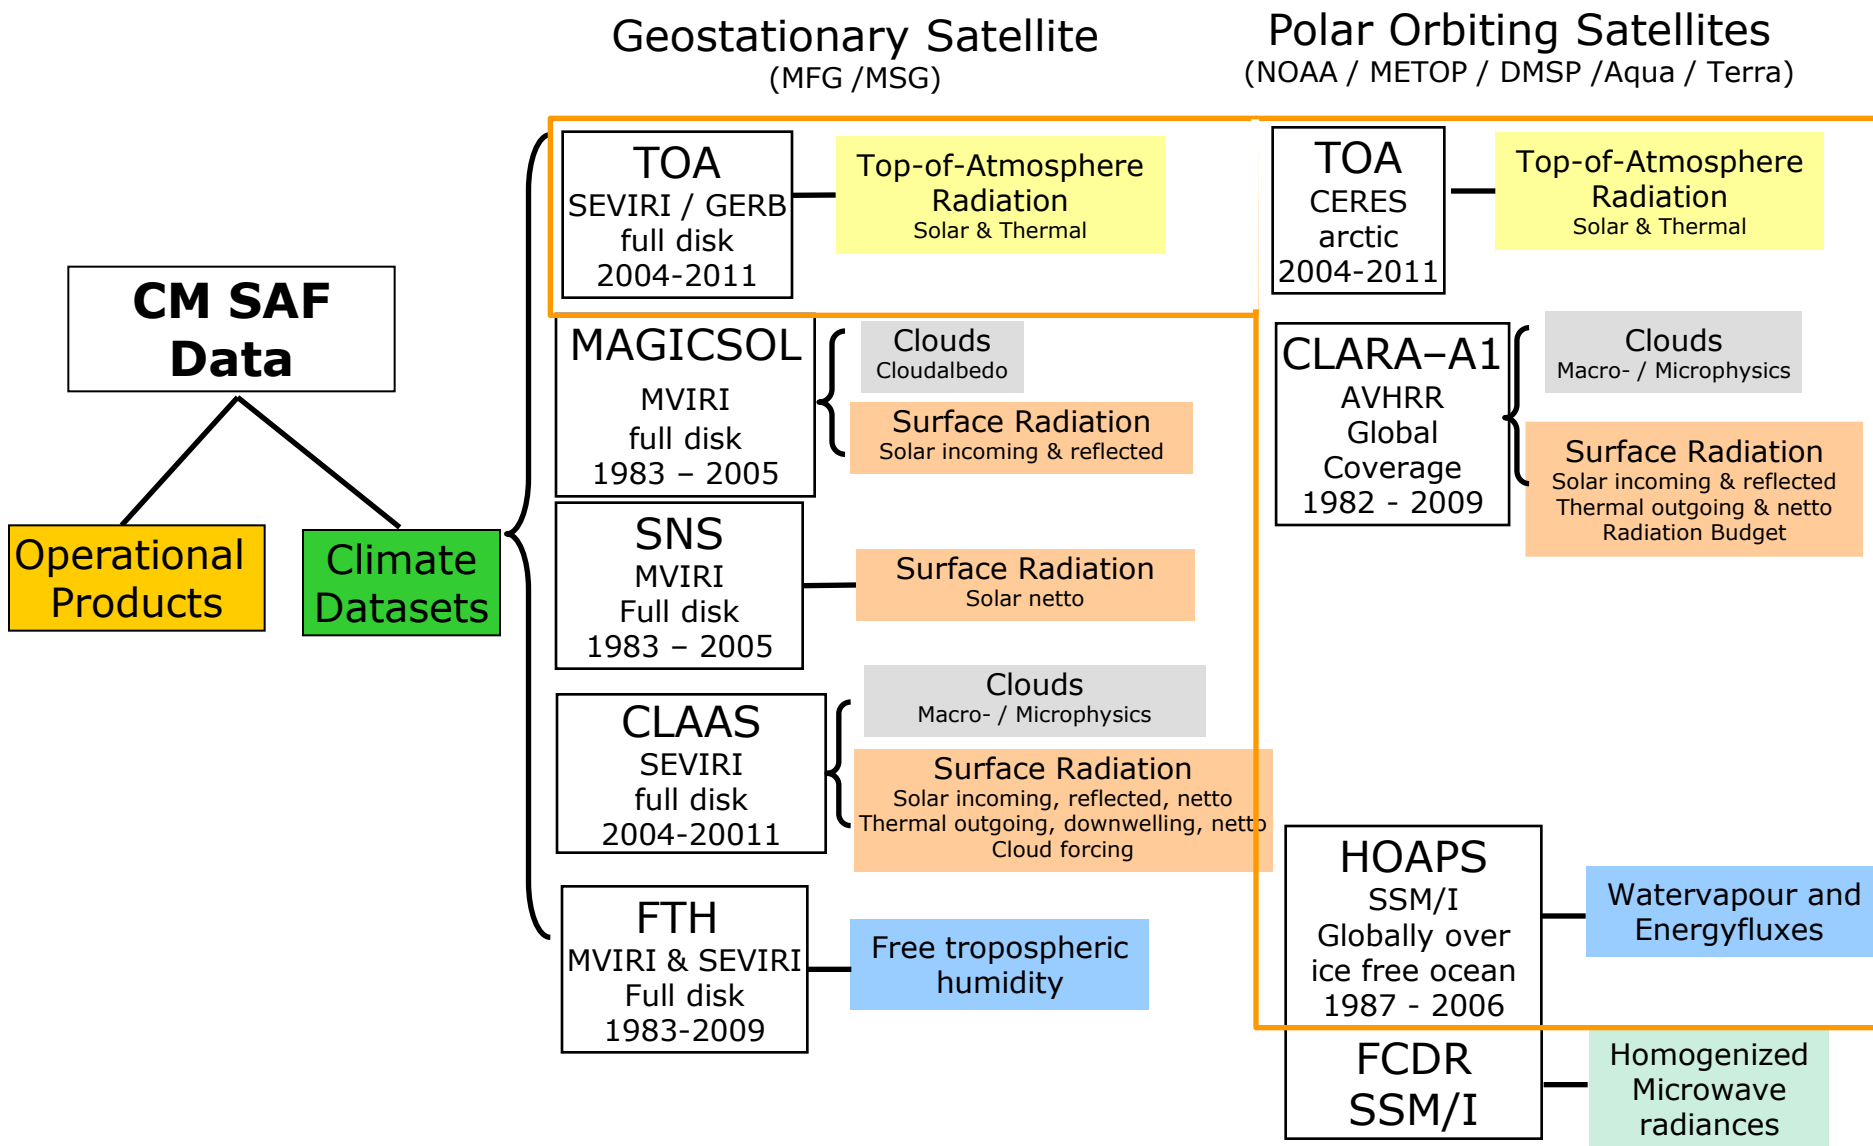 Geostationary Satellite
(MFG /MSG)
Polar Orbiting Satellites
(NOAA / METOP / DMSP /Aqua / Terra)
CM SAF
Data
Operational
Products
Climate
Datasets
TOA
SEVIRI / GERB
full disk
2004-2011
Top-of-Atmosphere
Radiation
Solar & Thermal
MAGICSOL
MVIRI
full disk
1983 – 2005
Clouds
Cloudalbedo
Surface Radiation
Solar incoming & reflected
SNS
MVIRI
Full disk
1983 – 2005
Surface Radiation
Solar netto
CLAAS
SEVIRI
full disk
2004-20011
Clouds
Macro- / Microphysics
Surface Radiation
Solar incoming, reflected, netto
Thermal outgoing, downwelling, netto
Cloud forcing
FTH
MVIRI & SEVIRI
Full disk
1983-2009
Free tropospheric
humidity
TOA
CERES
arctic
2004-2011
Top-of-Atmosphere
Radiation
Solar & Thermal
CLARA–A1
AVHRR
Global
Coverage
1982 - 2009
Clouds
Macro- / Microphysics
Surface Radiation
Solar incoming & reflected
Thermal outgoing & netto
Radiation Budget
HOAPS
SSM/I
Globally over
ice free ocean
1987 - 2006
Watervapour and
Energyfluxes
FCDR
SSM/I
Homogenized
Microwave
radiances